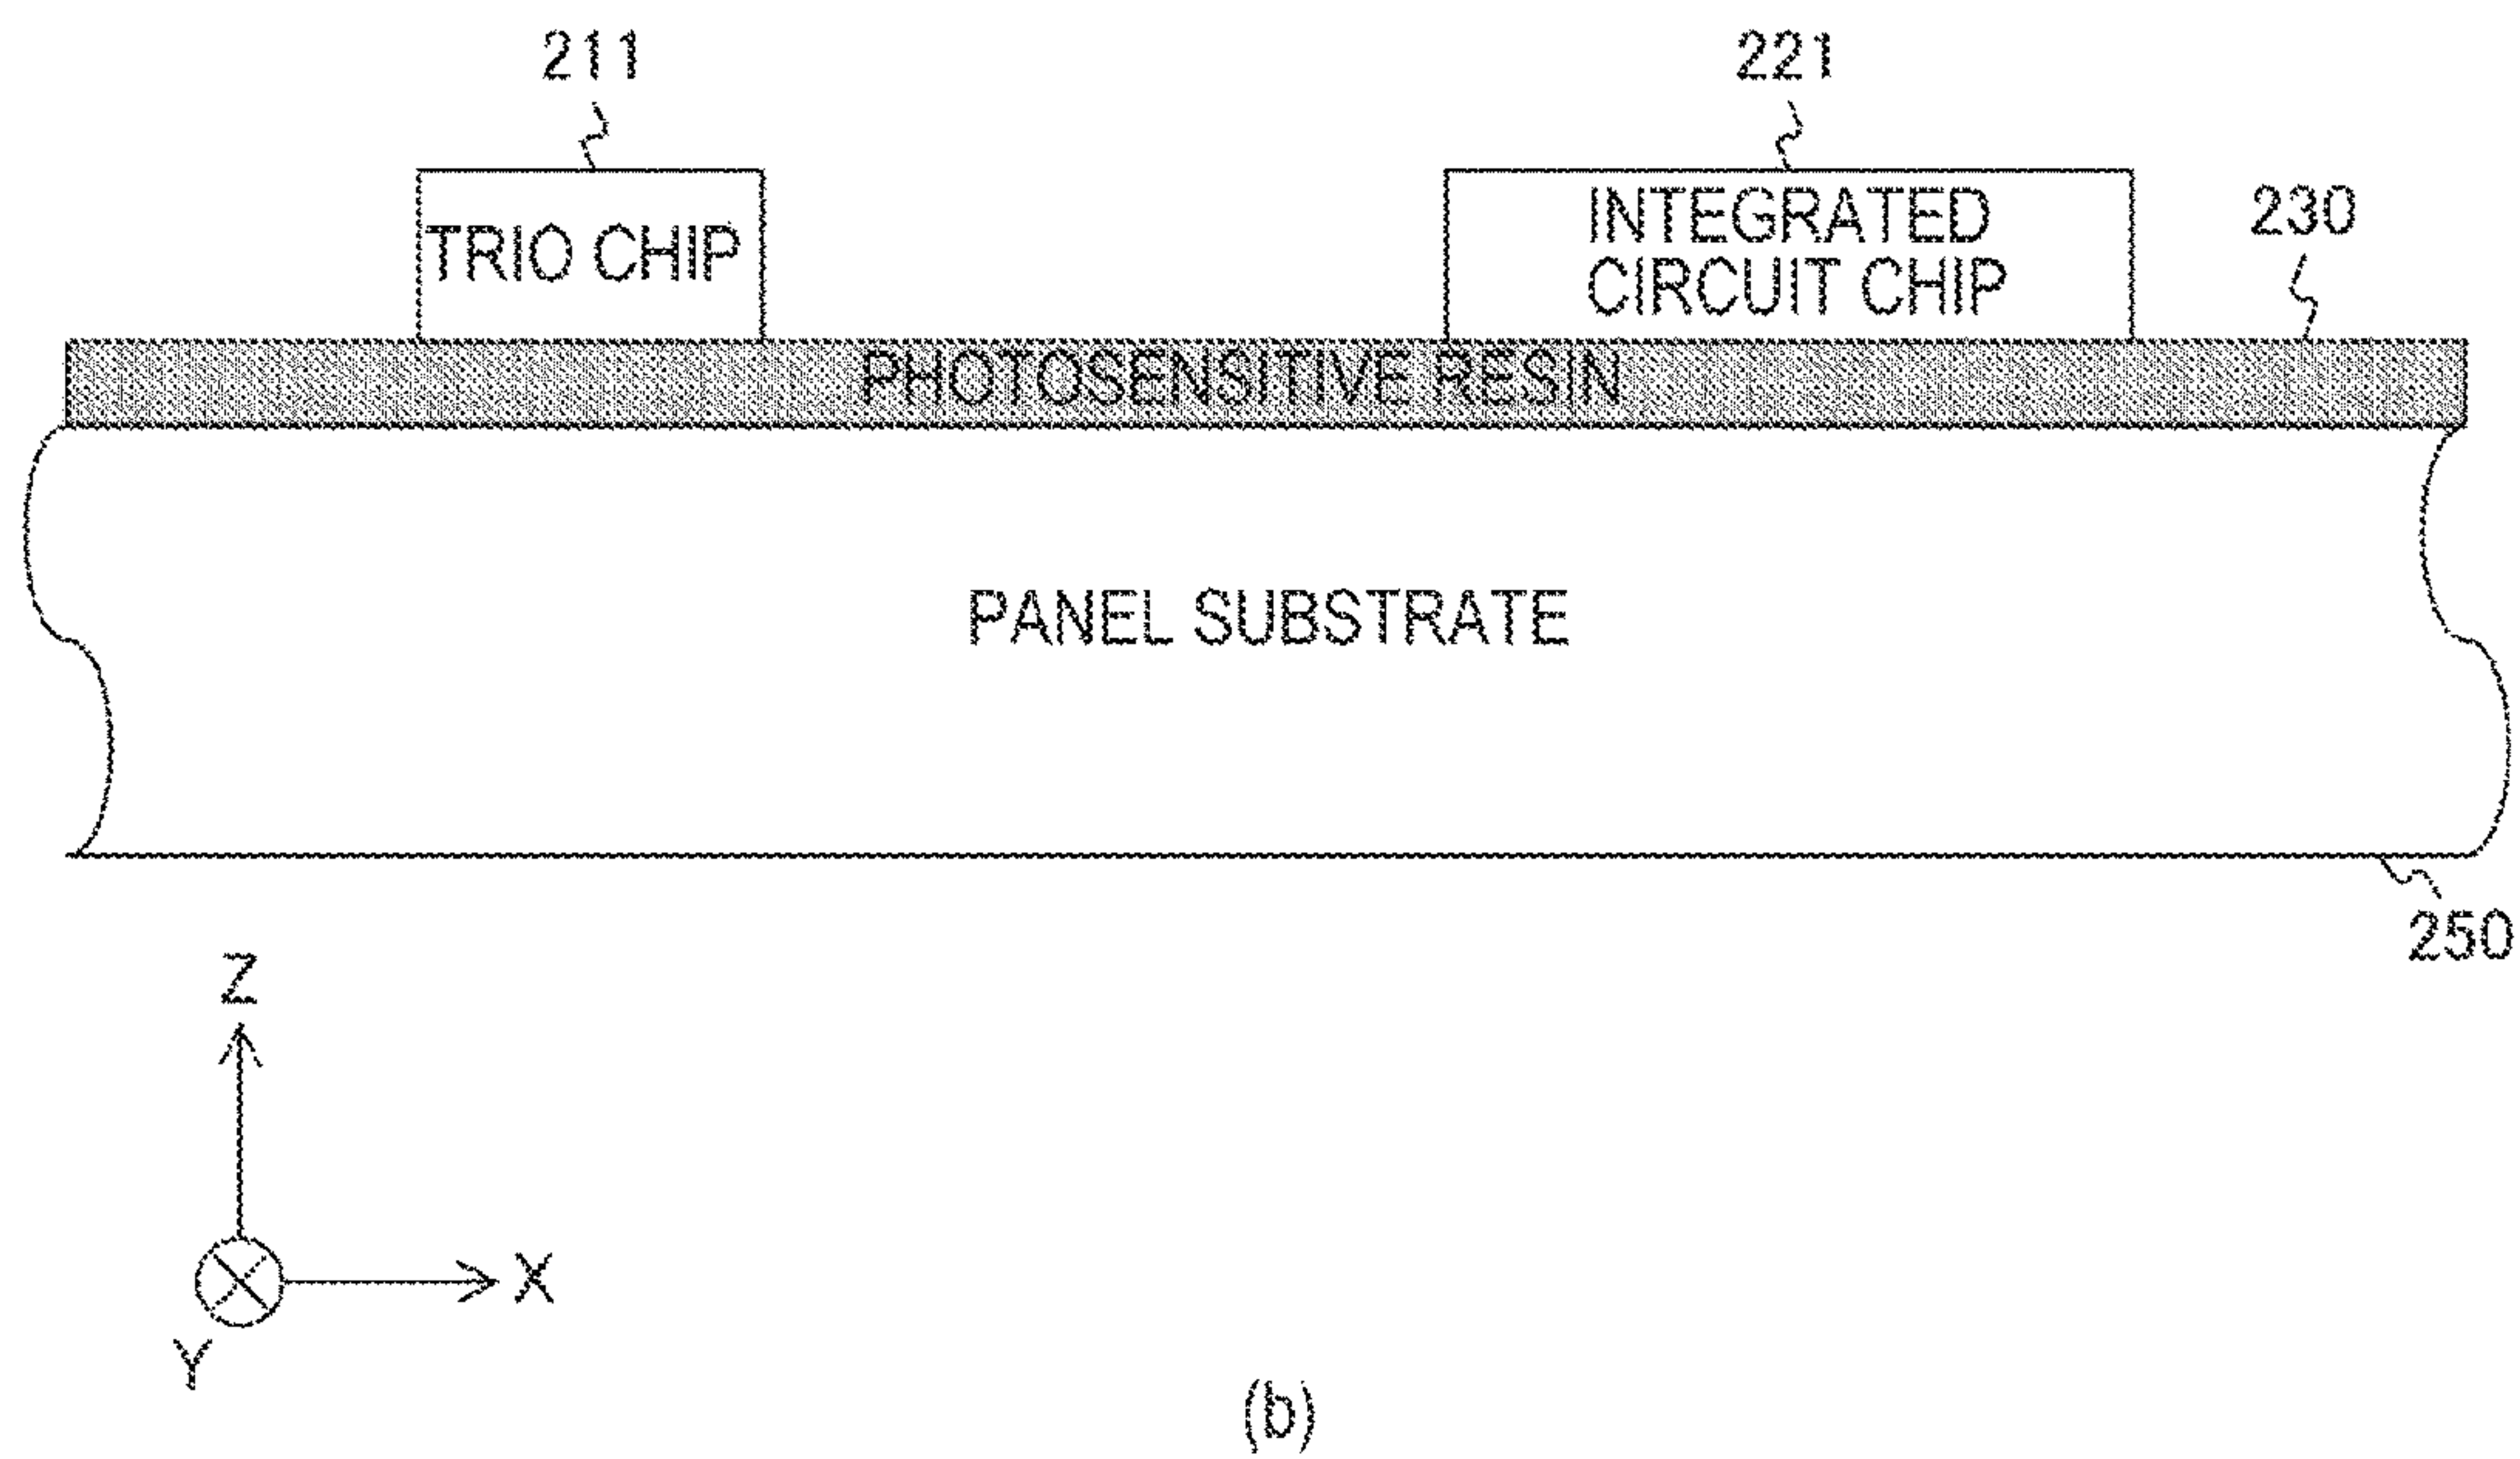 211
221
TRIO CHIP
INTEGRATED
CIRCUIT CHIP
230
PHOTOSENSITIVE RESIN
PANEL SUBSTRATE
250
Z
X
Y
(b)